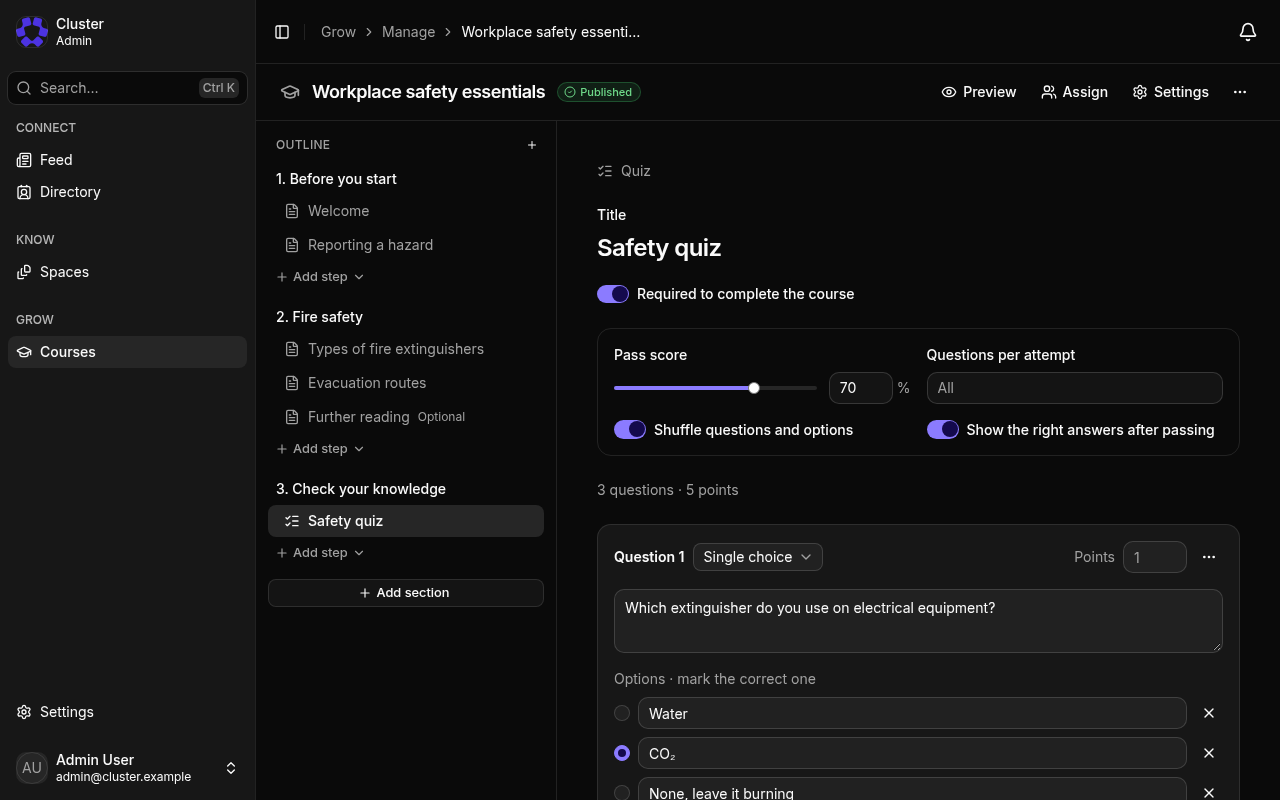 Cluster
Admin
Search...
Ctrl K
CONNECT
Feed
Directory
KNOW
Spaces
GROW
Courses
Settings
AU
Admin User
admin@cluster.example
Grow
Manage
Workplace safety essenti...
Workplace safety essentials
Published
Preview
Assign
Settings
OUTLINE
1. Before you start
Welcome
Reporting a hazard
Add step
2. Fire safety
Types of fire extinguishers
Evacuation routes
Further reading Optional
Add step
3. Check your knowledge
Safety quiz
Add step
Add section
Quiz
Title
Safety quiz
Required to complete the course
Pass score
70 %
Questions per attempt
All
Shuffle questions and options
Show the right answers after passing
3 questions · 5 points
Question 1
Single choice
Points 1
Which extinguisher do you use on electrical equipment?
Options · mark the correct one
Water
CO₂
None, leave it burning